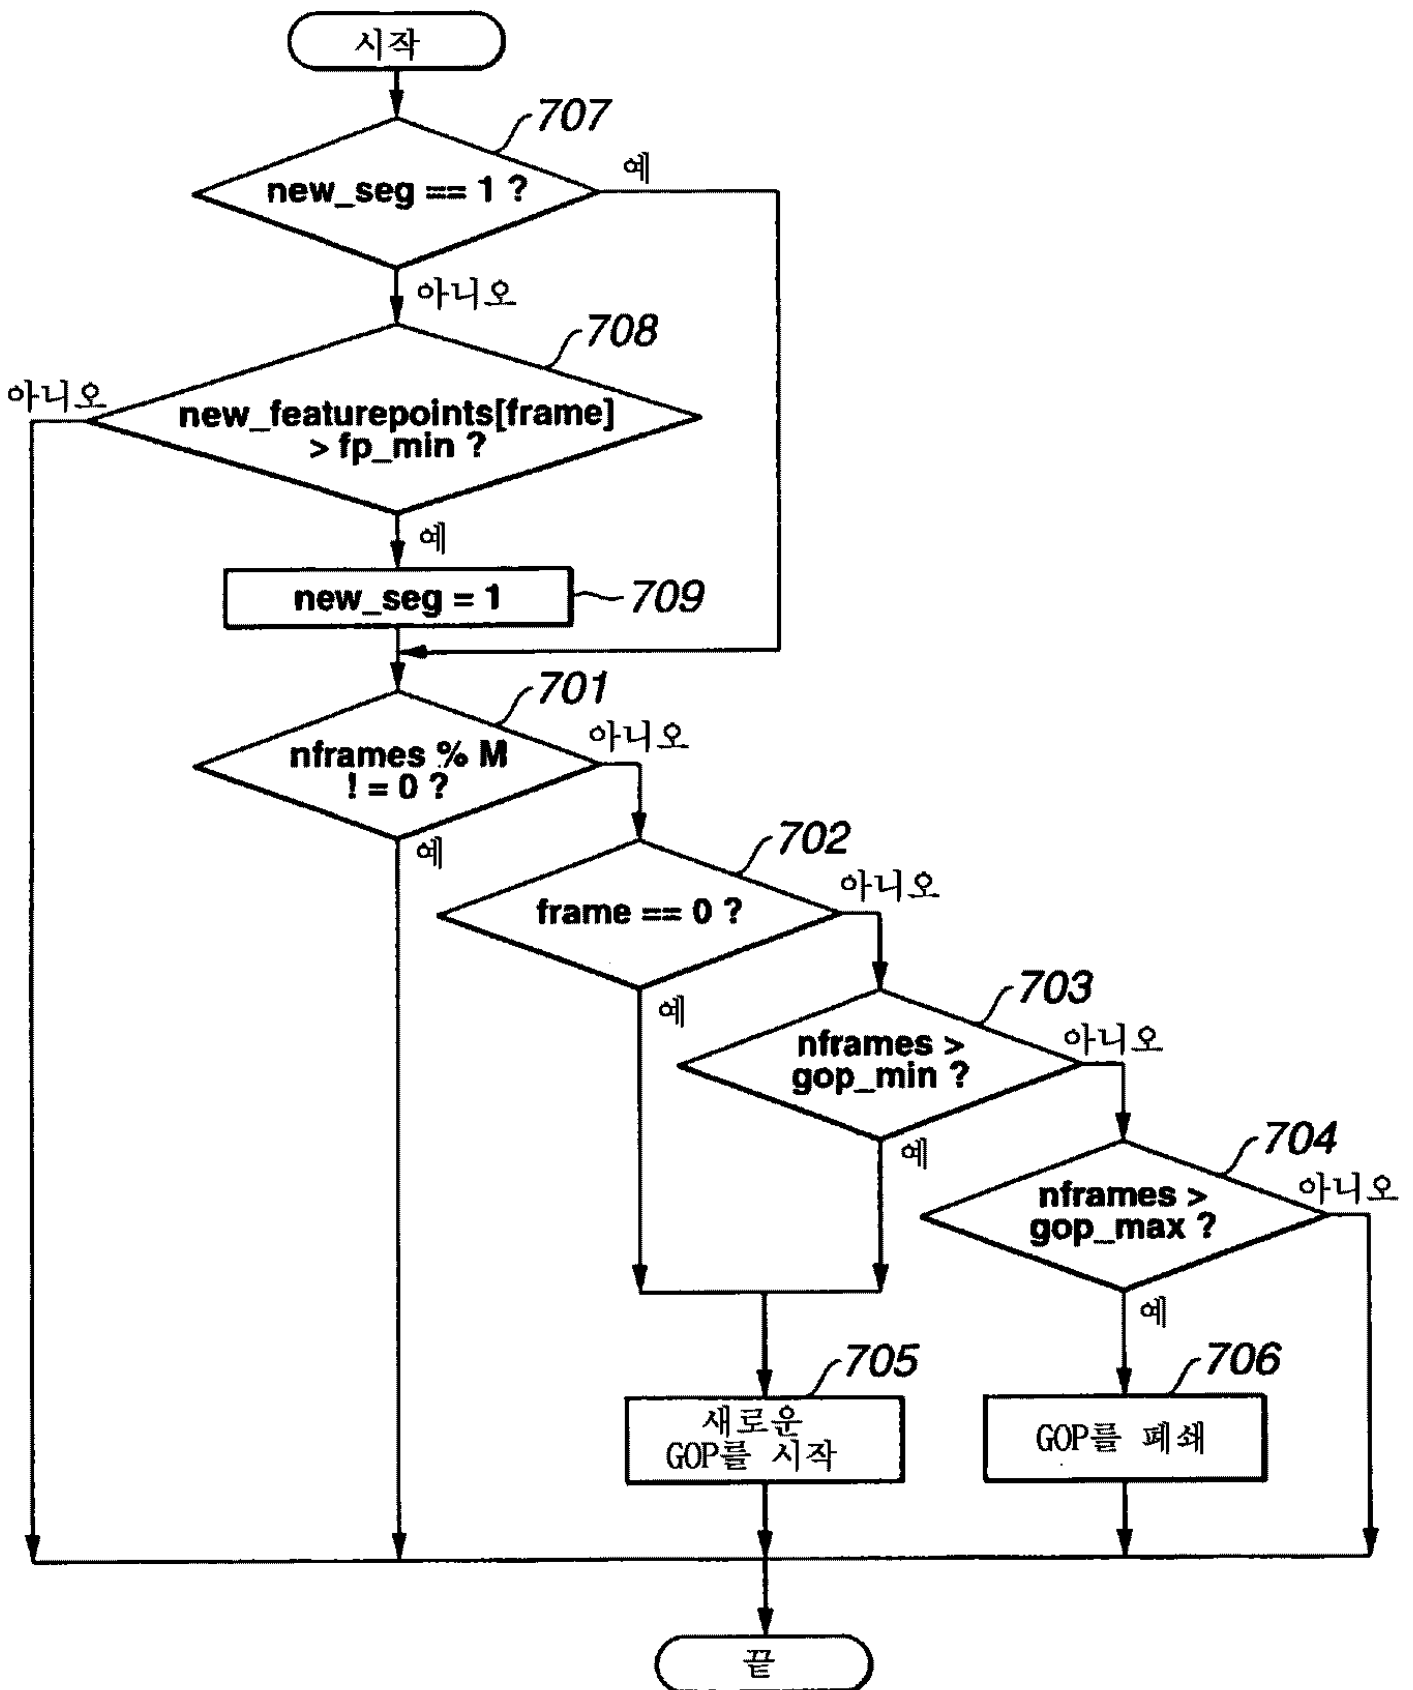 시작
707
new_seg == 1 ?
예
아니오
708
아니오
new_featurepoints[frame]
> fp_min ?
예
new_seg = 1
709
701
nframes % M
! = 0 ?
아니오
예
702
frame == 0 ?
아니오
예
703
nframes >
gop_min ?
아니오
예
704
nframes >
gop_max ?
아니오
예
705
새로운
GOP를 시작
706
GOP를 폐쇄
끝